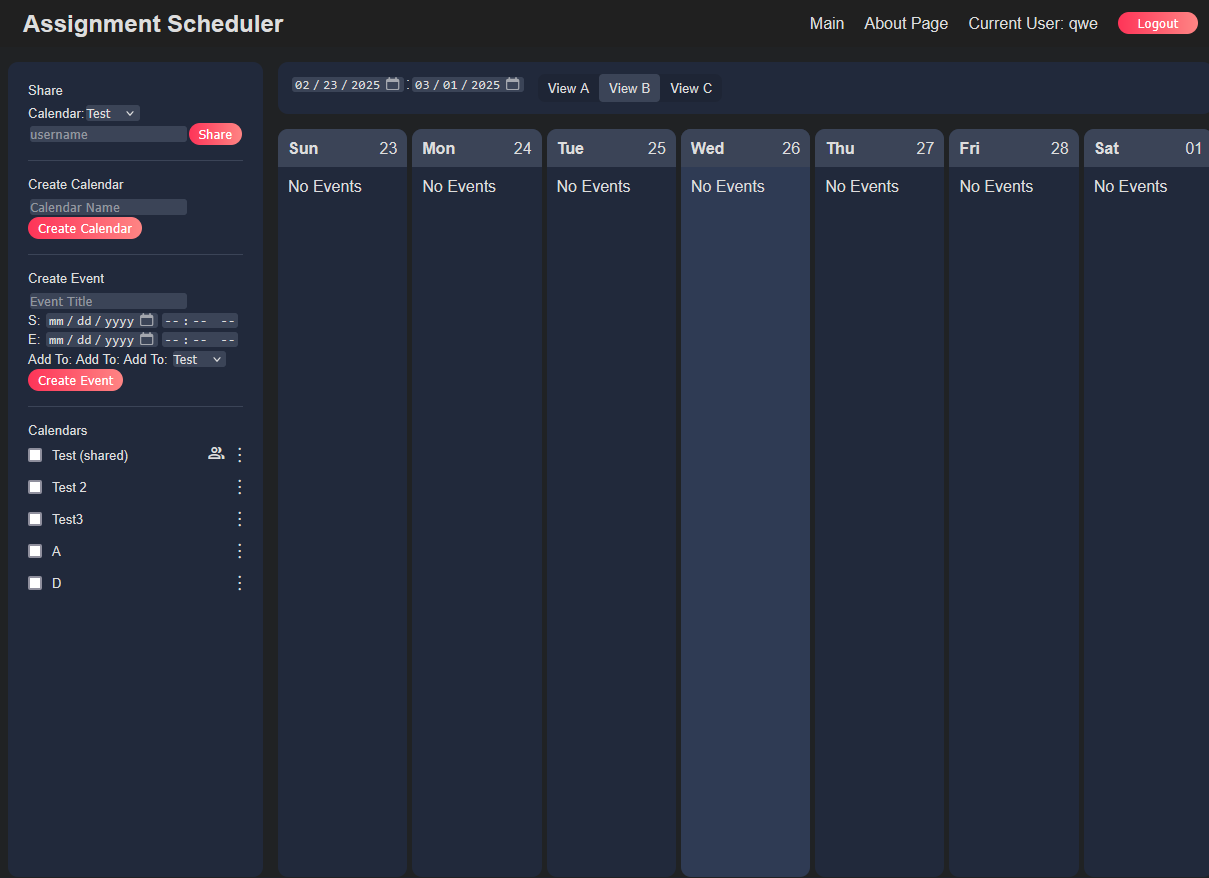 Assignment Scheduler
Main About Page Current User: qwe Logout
Share
Calendar: Test
username Share
Create Calendar
Calendar Name
Create Calendar
Create Event
Event Title
S: mm / dd / yyyy -- : -- --
E: mm / dd / yyyy -- : -- --
Add To: Add To: Add To: Test
Create Event
Calendars
Test (shared)
Test 2
Test3
A
D
02 / 23 / 2025 : 03 / 01 / 2025 View A View B View C
Sun 23 Mon 24 Tue 25 Wed 26 Thu 27 Fri 28 Sat 01
No Events No Events No Events No Events No Events No Events No Events